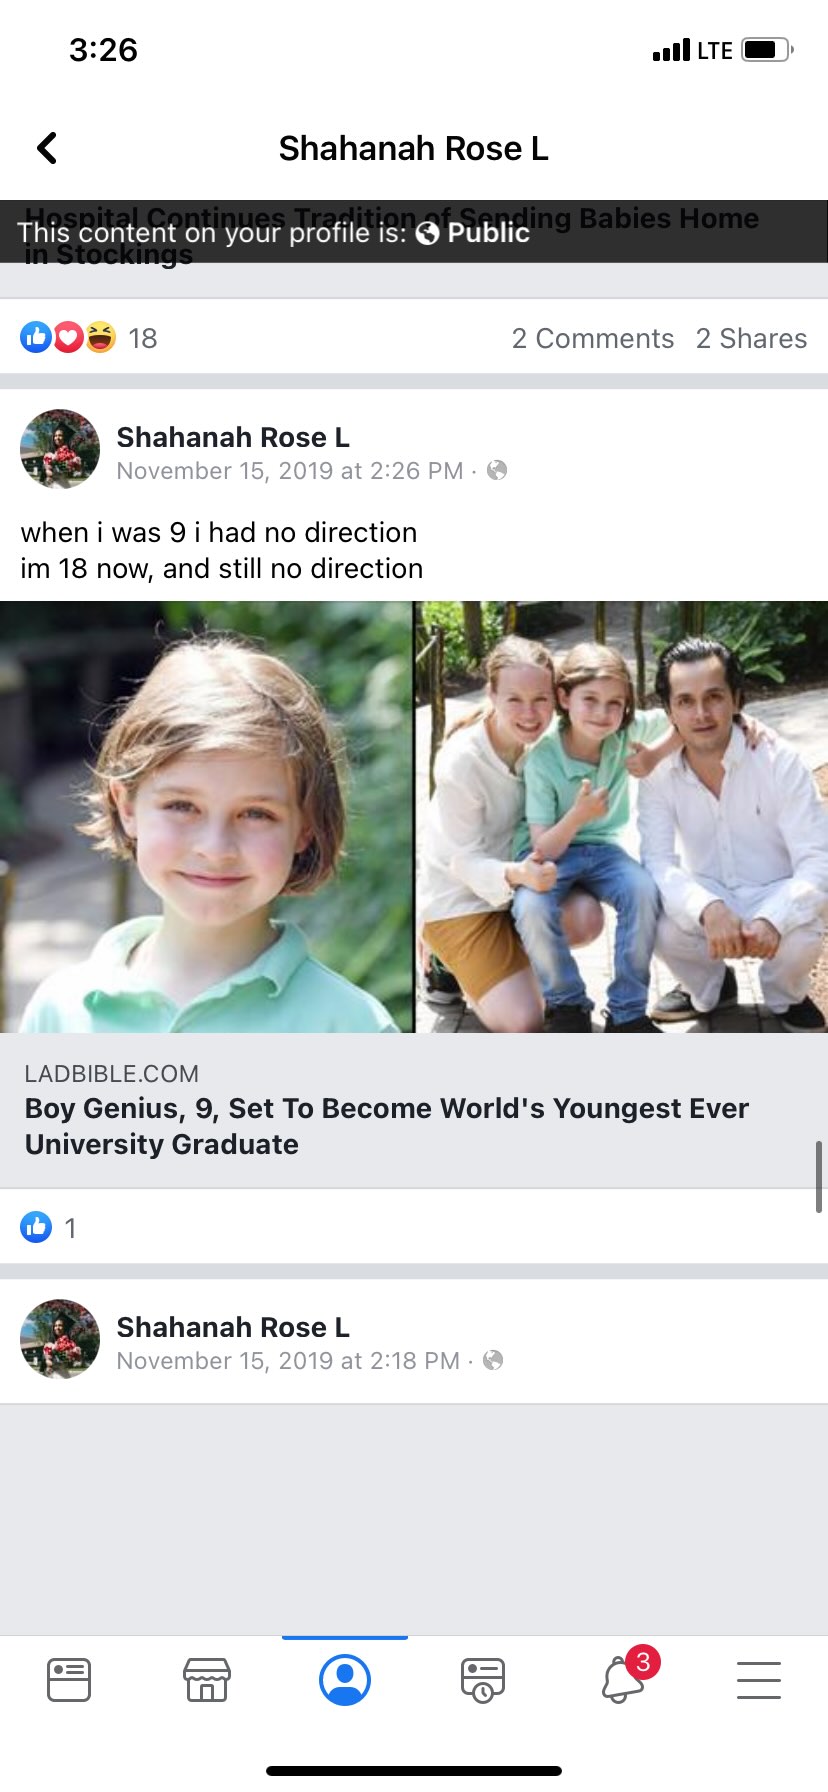 3:26
LTE
Shahanah Rose L
Hospital Continues Tradition of Sending Babies Home
This content on your profile is: Public
in Stockings
18
2 Comments 2 Shares
Shahanah Rose L
November 15, 2019 at 2:26 PM ·
when i was 9 i had no direction
im 18 now, and still no direction
LADBIBLE.COM
Boy Genius, 9, Set To Become World's Youngest Ever
University Graduate
1
Shahanah Rose L
November 15, 2019 at 2:18 PM ·
3